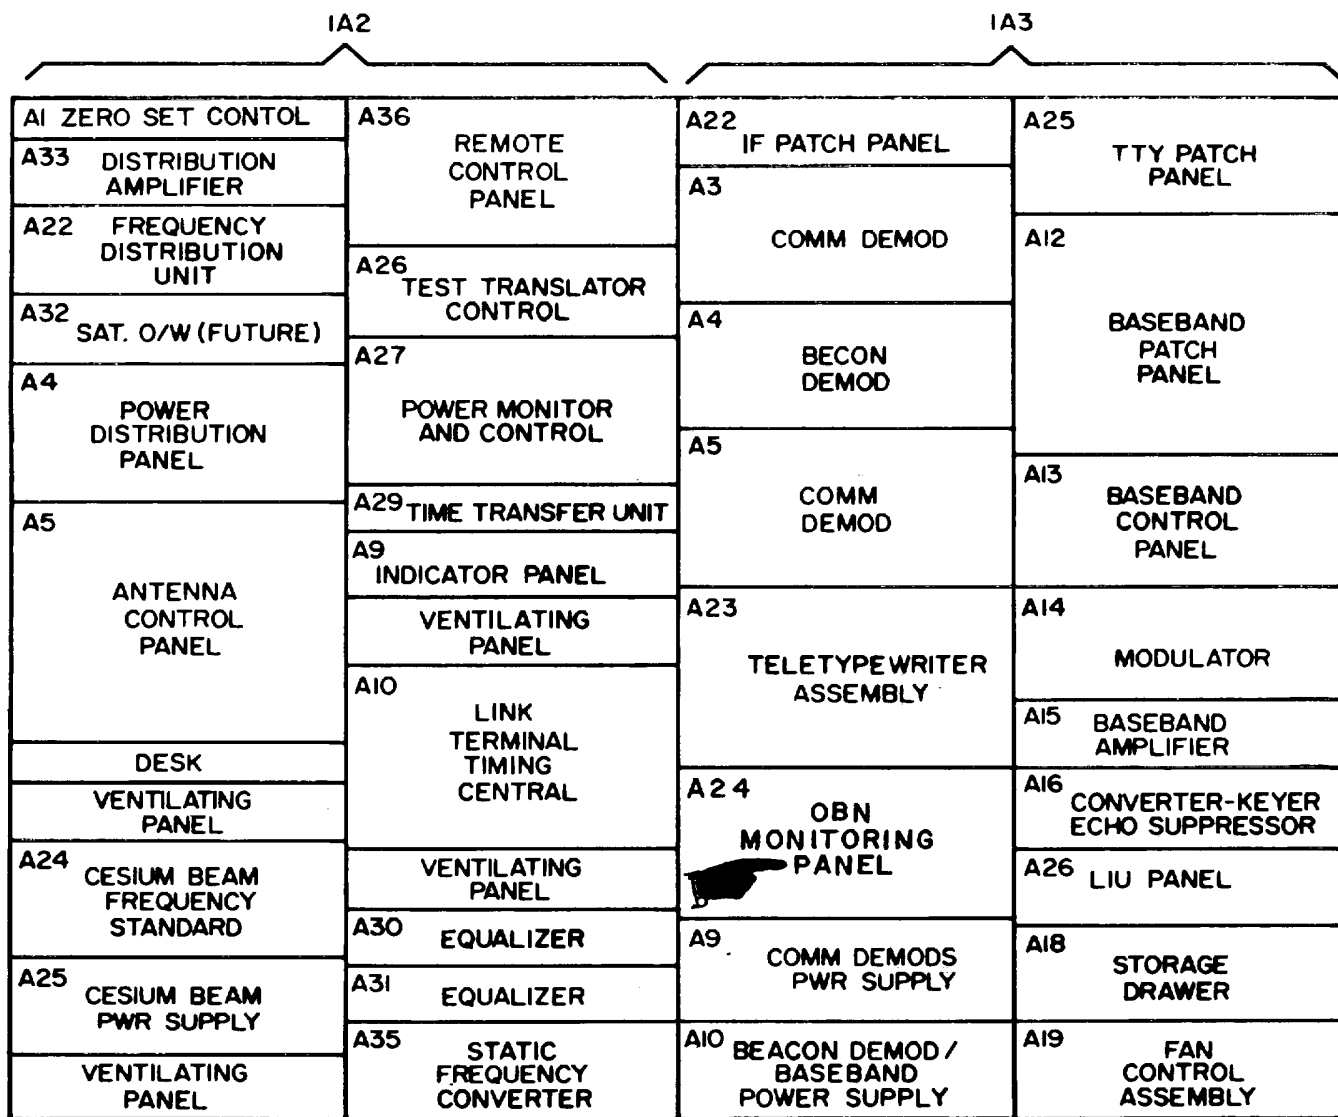 1A2
1A3
A1 ZERO SET CONTOL
A33 DISTRIBUTION
AMPLIFIER
A22 FREQUENCY
DISTRIBUTION
UNIT
A32
SAT. O/W (FUTURE)
A4
POWER
DISTRIBUTION
PANEL
A5
ANTENNA
CONTROL
PANEL
DESK
VENTILATING
PANEL
A24
CESIUM BEAM
FREQUENCY
STANDARD
A25
CESIUM BEAM
PWR SUPPLY
VENTILATING
PANEL
A36
REMOTE
CONTROL
PANEL
A26
TEST TRANSLATOR
CONTROL
A27
POWER MONITOR
AND CONTROL
A29 TIME TRANSFER UNIT
A9
INDICATOR PANEL
VENTILATING
PANEL
A10
LINK
TERMINAL
TIMING
CENTRAL
VENTILATING
PANEL
A30
EQUALIZER
A31
EQUALIZER
A35
STATIC
FREQUENCY
CONVERTER
A22
IF PATCH PANEL
A3
COMM DEMOD
A4
BECON
DEMOD
A5
COMM
DEMOD
A23
TELETYPEWRITER
ASSEMBLY
A24
OBN
MONITORING
PANEL
A9
COMM DEMODS
PWR SUPPLY
A10 BEACON DEMOD/
BASEBAND
POWER SUPPLY
A25
TTY PATCH
PANEL
A12
BASEBAND
PATCH
PANEL
A13
BASEBAND
CONTROL
PANEL
A14
MODULATOR
A15 BASEBAND
AMPLIFIER
A16
CONVERTER-KEYER
ECHO SUPPRESSOR
A26
LIU PANEL
A18
STORAGE
DRAWER
A19
FAN
CONTROL
ASSEMBLY